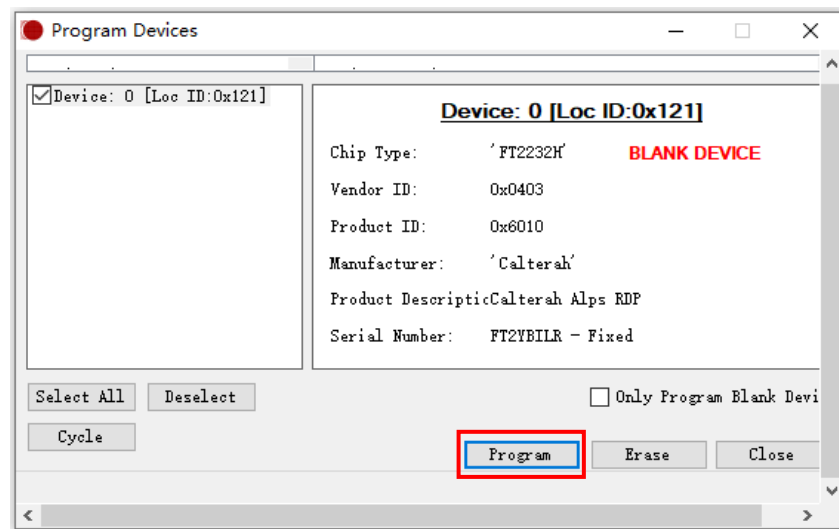 Program Devices
Device: 0 [Loc ID:0x121]
Device: 0 [Loc ID:0x121]
Chip Type: 'FT2232H' BLANK DEVICE
Vendor ID: 0x0403
Product ID: 0x6010
Manufacturer: 'Calterah'
Product Descriptic Calterah Alps RDP
Serial Number: FT2YBILR - Fixed
Select All Deselect
Only Program Blank Devi
Cycle
Program Erase Close